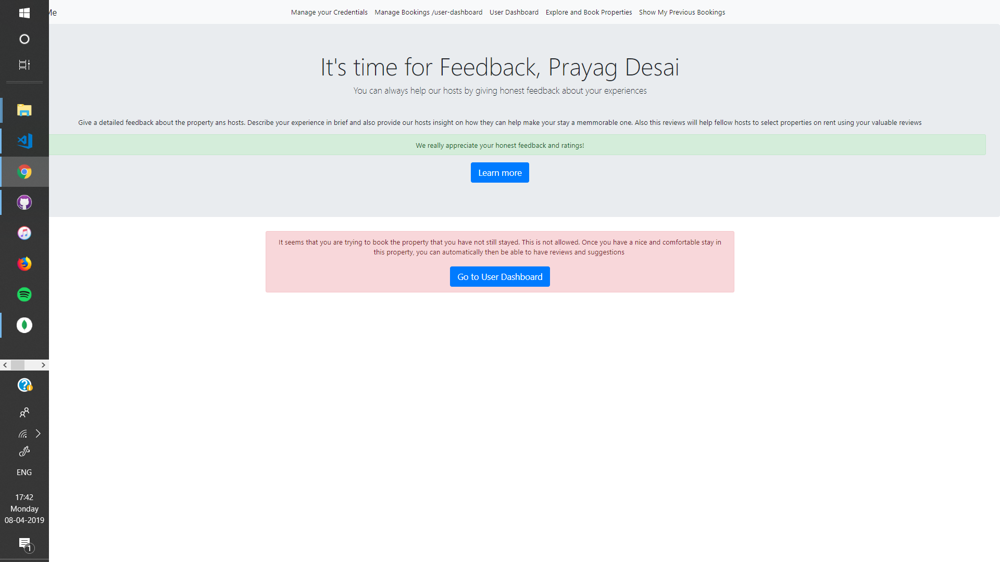 Me
Manage your Credentials Manage Bookings /user-dashboard User Dashboard Explore and Book Properties Show My Previous Bookings
It's time for Feedback, Prayag Desai
You can always help our hosts by giving honest feedback about your experiences
Give a detailed feedback about the property ans hosts. Describe your experience in brief and also provide our hosts insight on how they can help make your stay a memmorable one. Also this reviews will help fellow hosts to select properties on rent using your valuable reviews
We really appreciate your honest feedback and ratings!
Learn more
It seems that you are trying to book the property that you have not still stayed. This is not allowed. Once you have a nice and comfortable stay in
this property, you can automatically then be able to have reviews and suggestions
Go to User Dashboard
ENG
17:42
Monday
08-04-2019
1